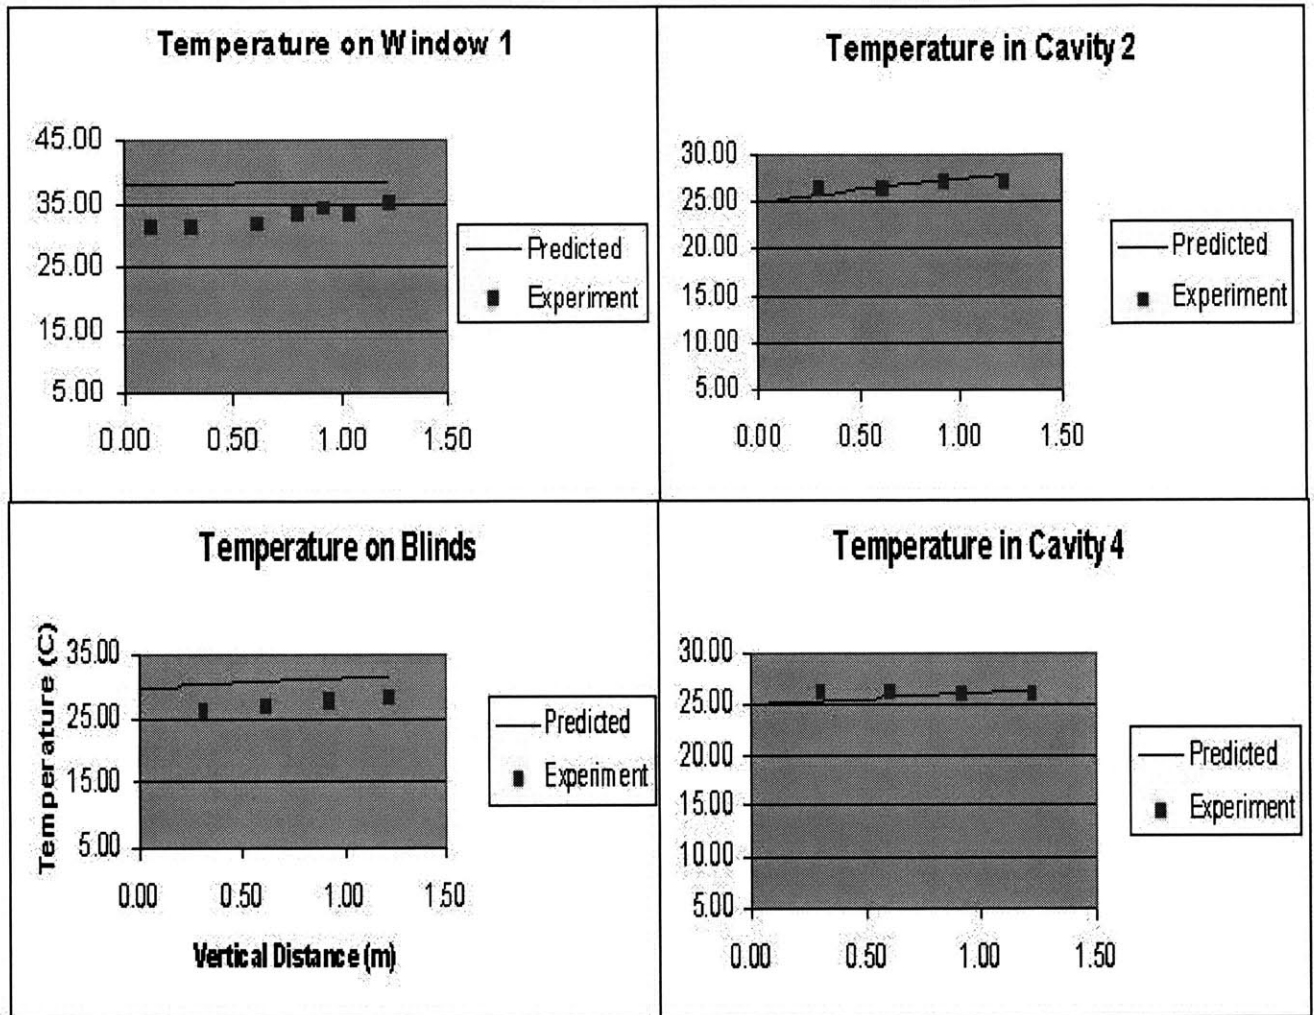 Temperature on Window 1
45.00
35.00
25.00
15.00
5.00
0.00 0.50 1.00 1.50
Predicted
Experiment
Temperature in Cavity 2
30.00
25.00
20.00
15.00
10.00
5.00
0.00 0.50 1.00 1.50
Predicted
Experiment
Temperature on Blinds
Temperature (C)
35.00
25.00
15.00
5.00
0.00 0.50 1.00 1.50
Vertical Distance (m)
Predicted
Experiment
Temperature in Cavity 4
30.00
25.00
20.00
15.00
10.00
5.00
0.00 0.50 1.00 1.50
Predicted
Experiment